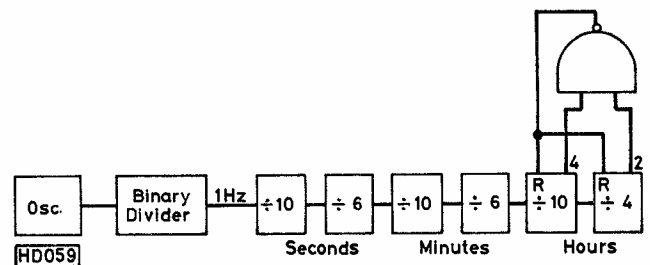 4 2
Osc. Binary Divider 1Hz ÷10 ÷6 ÷10 ÷6 R ÷10 R ÷4
Seconds Minutes Hours
HD059